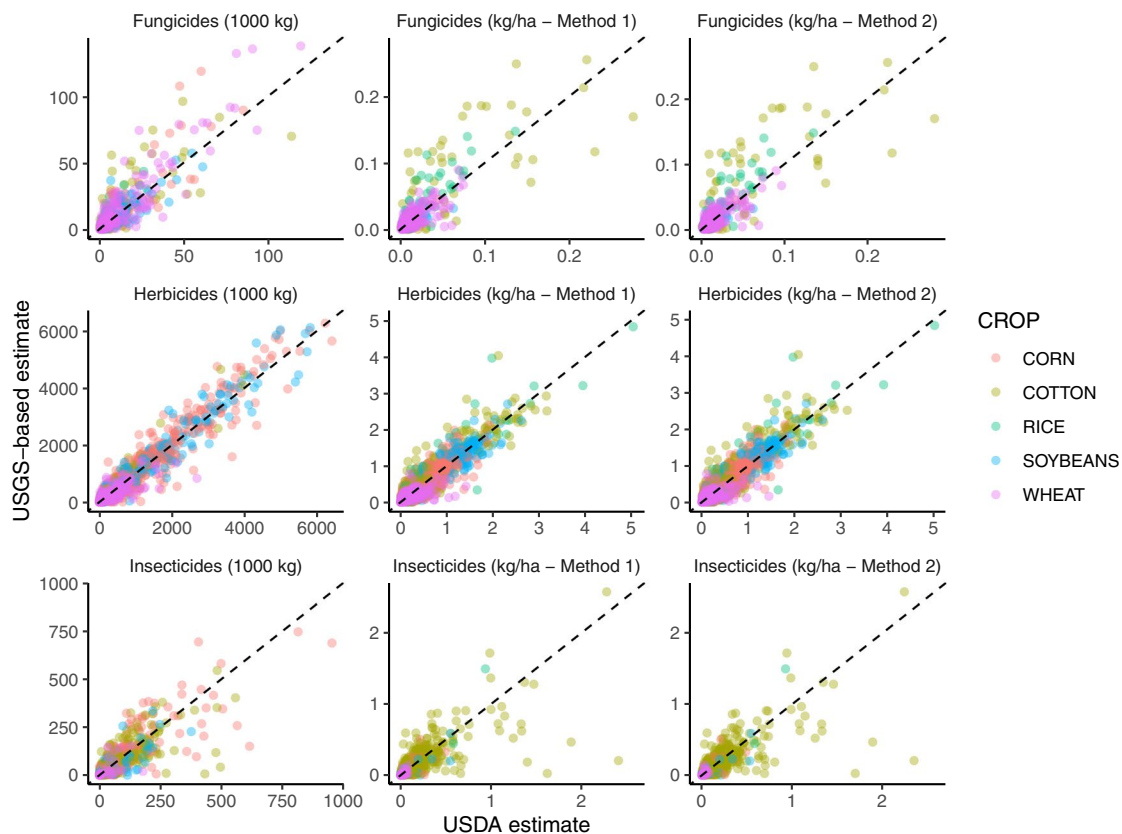 Fungicides (1000 kg)
Fungicides (kg/ha − Method 1)
Fungicides (kg/ha − Method 2)
100
50
0
0.2
0.1
0.0
0.2
0.1
0.0
0 50 100
0.0 0.1 0.2
0.0 0.1 0.2
Herbicides (1000 kg)
Herbicides (kg/ha − Method 1)
Herbicides (kg/ha − Method 2)
6000
4000
2000
0
5
4
3
2
1
0
5
4
3
2
1
0
0 2000 4000 6000
0 1 2 3 4 5
0 1 2 3 4 5
Insecticides (1000 kg)
Insecticides (kg/ha − Method 1)
Insecticides (kg/ha − Method 2)
1000
750
500
250
0
2
1
0
2
1
0
0 250 500 750 1000
0 1 2
0 1 2
USGS−based estimate
USDA estimate
CROP
CORN
COTTON
RICE
SOYBEANS
WHEAT